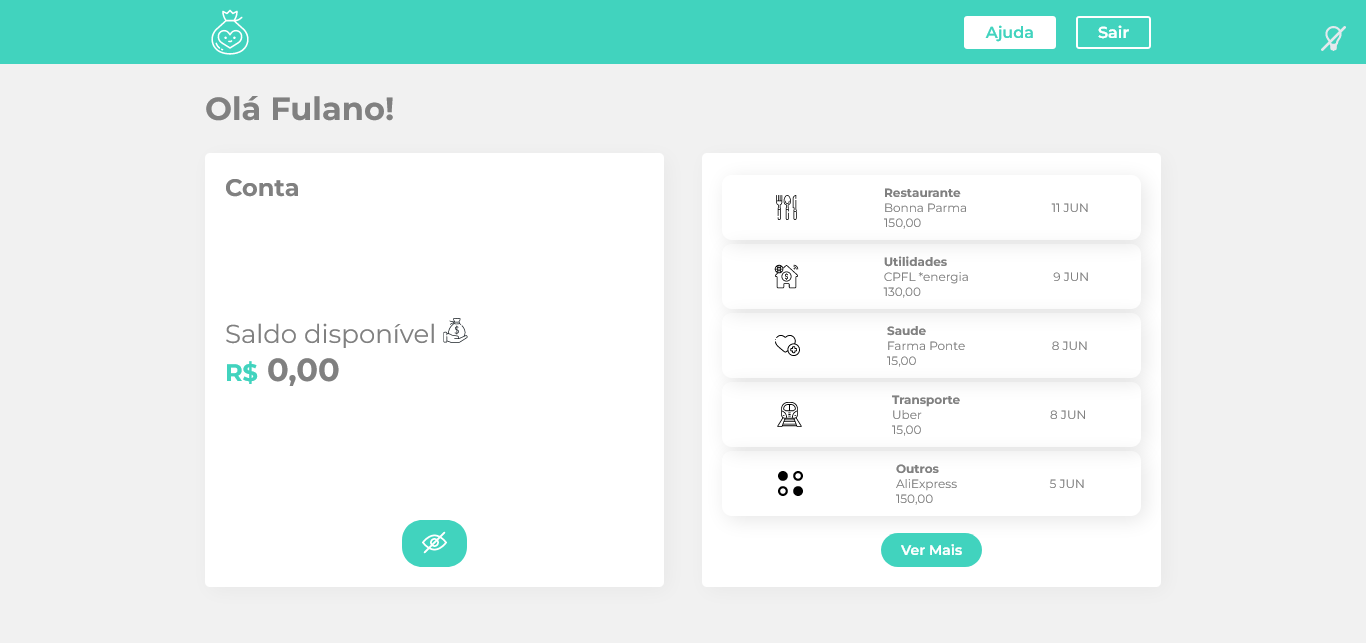 Ajuda
Sair
Olá Fulano!
Conta
Saldo disponível
R$ 0,00
Restaurante
Bonna Parma
150,00
11 JUN
Utilidades
CPFL *energia
130,00
9 JUN
Saude
Farma Ponte
15,00
8 JUN
Transporte
Uber
15,00
8 JUN
Outros
AliExpress
150,00
5 JUN
Ver Mais